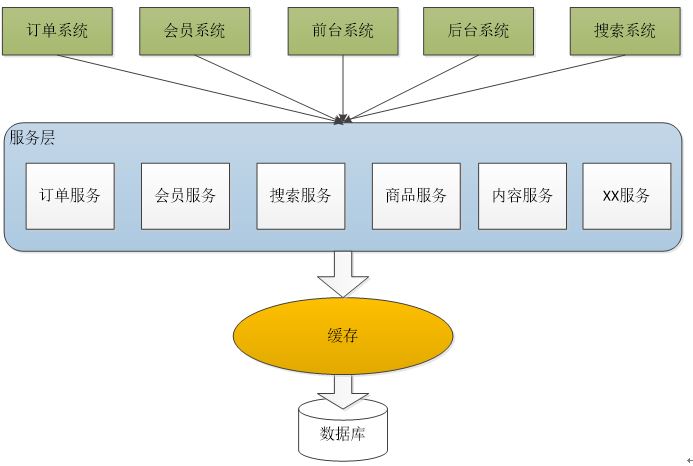 订单系统
会员系统
前台系统
后台系统
搜索系统
服务层
订单服务
会员服务
搜索服务
商品服务
内容服务
XX服务
缓存
数据库